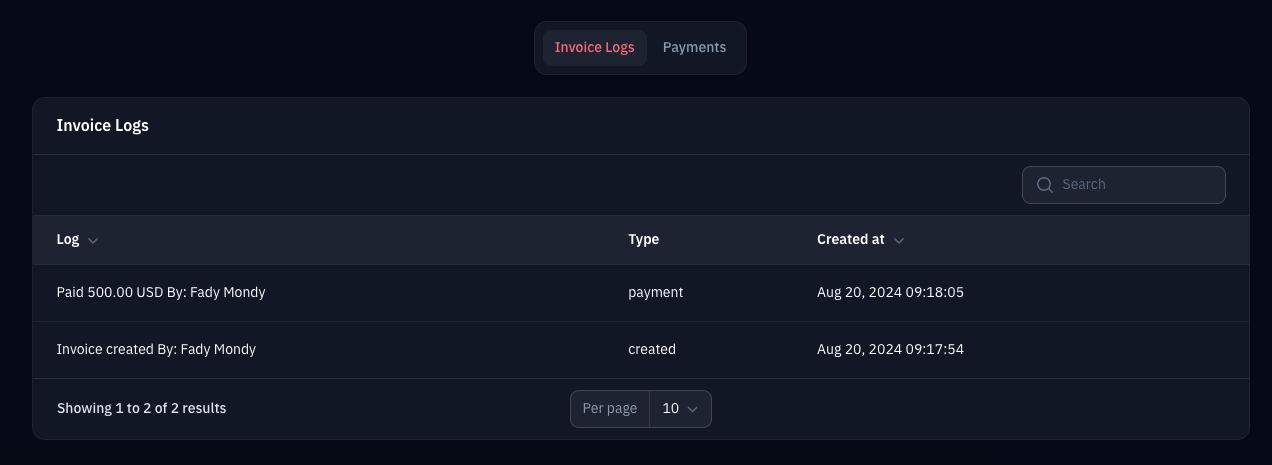 Invoice Logs Payments
Invoice Logs
Search
Log Type Created at
Paid 500.00 USD By: Fady Mondy payment Aug 20, 2024 09:18:05
Invoice created By: Fady Mondy created Aug 20, 2024 09:17:54
Showing 1 to 2 of 2 results Per page 10